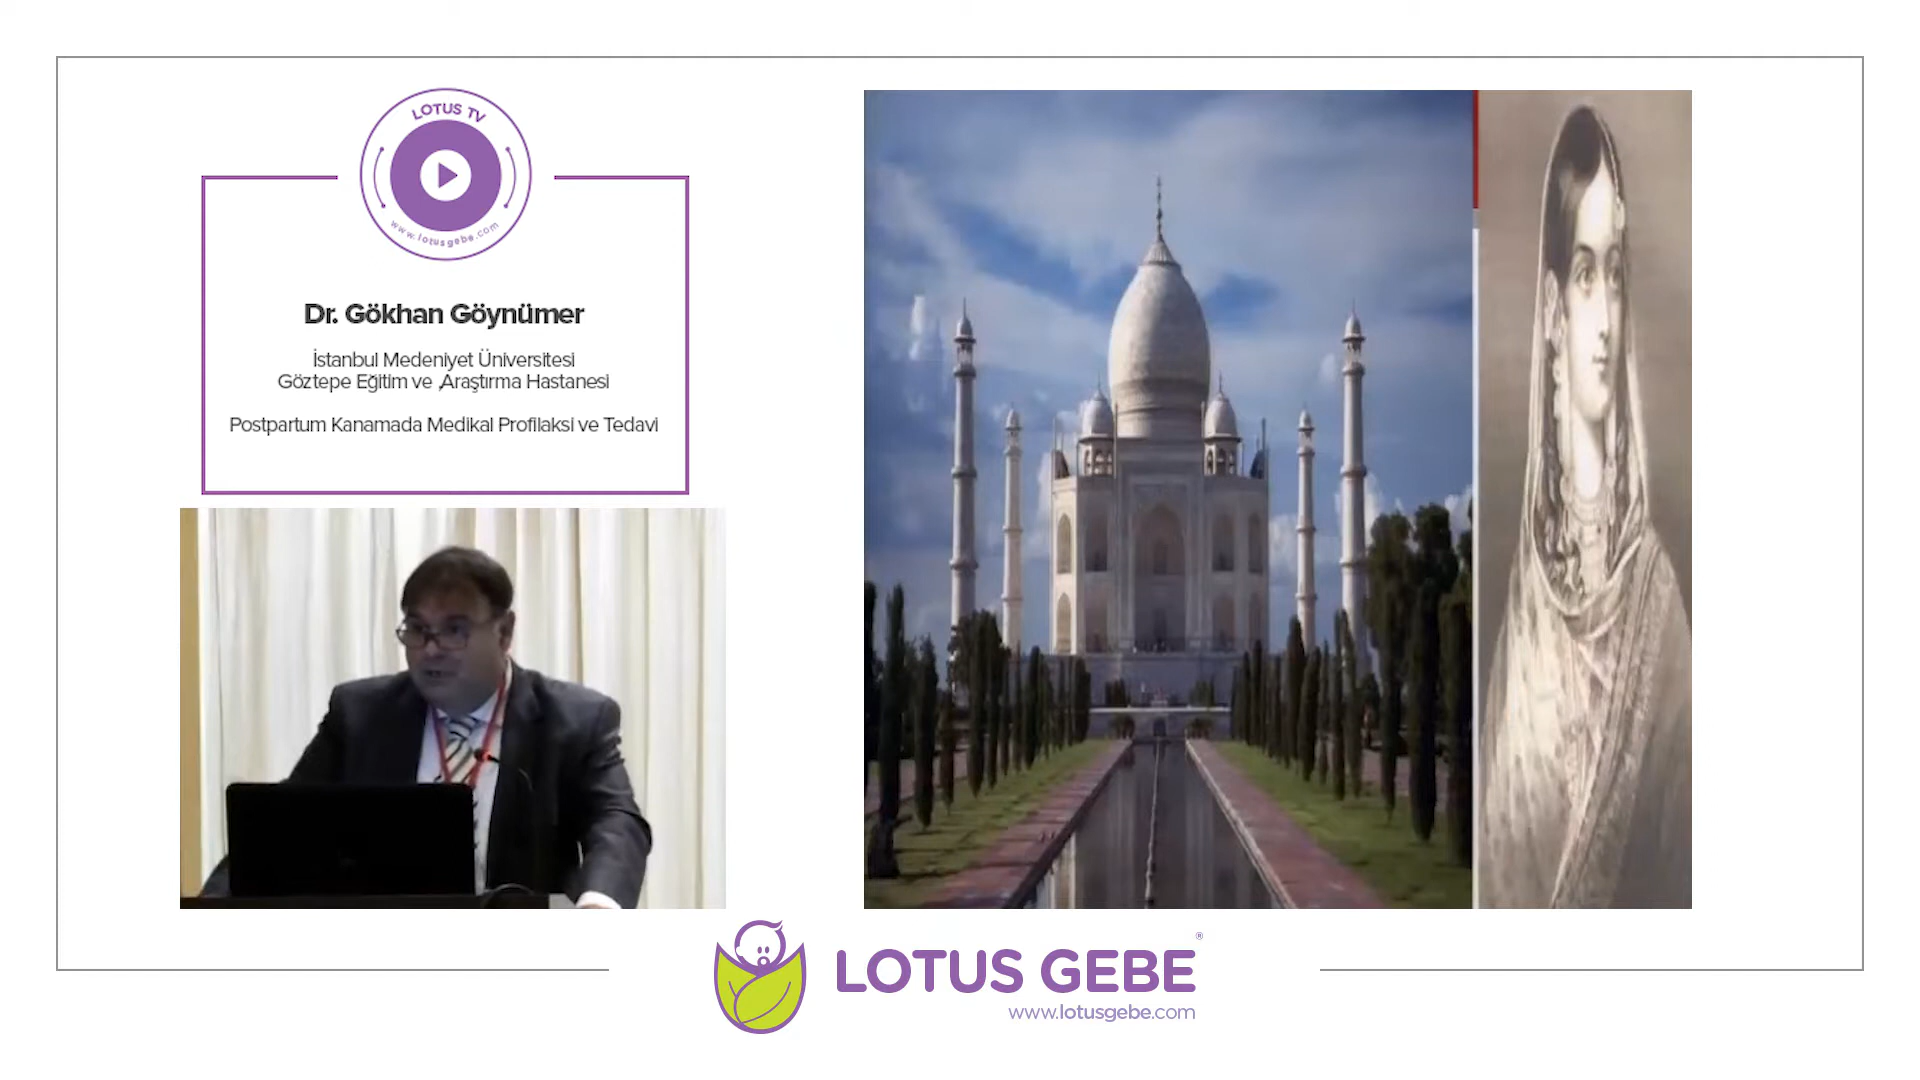 LOTUS TV
www.lotusgebe.com
Dr. Gökhan Göynümer
İstanbul Medeniyet Üniversitesi
Göztepe Eğitim ve ,Araştırma Hastanesi
Postpartum Kanamada Medikal Profilaksi ve Tedavi
LOTUS GEBE®
www.lotusgebe.com